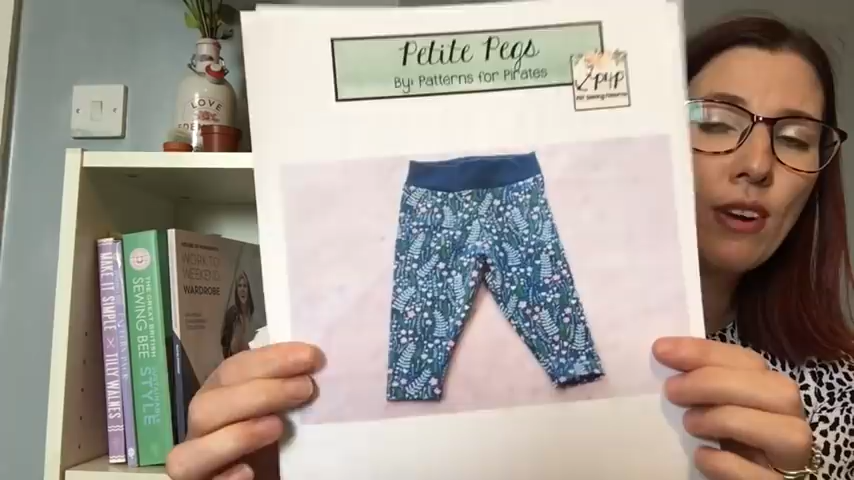 Petite Pegs
By: Patterns for Pirates
p4p
LOVE
MAKE IT SIMPLE
TILLY WALNES
THE GREAT BRITISH
SEWING BEE
SUSTAINABLE
STYLE
WORK TO
WEEKEND
WARDROBE